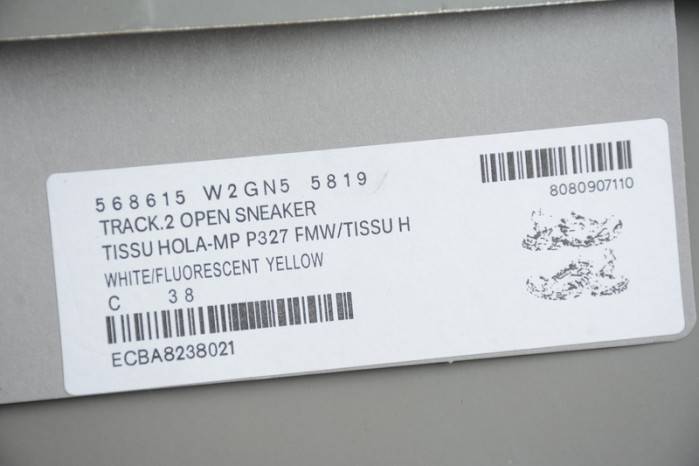 568615 W2GN5 5819
TRACK.2 OPEN SNEAKER
TISSU HOLA-MP P327 FMW/TISSU H
WHITE/FLUORESCENT YELLOW
C 38
ECBA8238021
8080907110